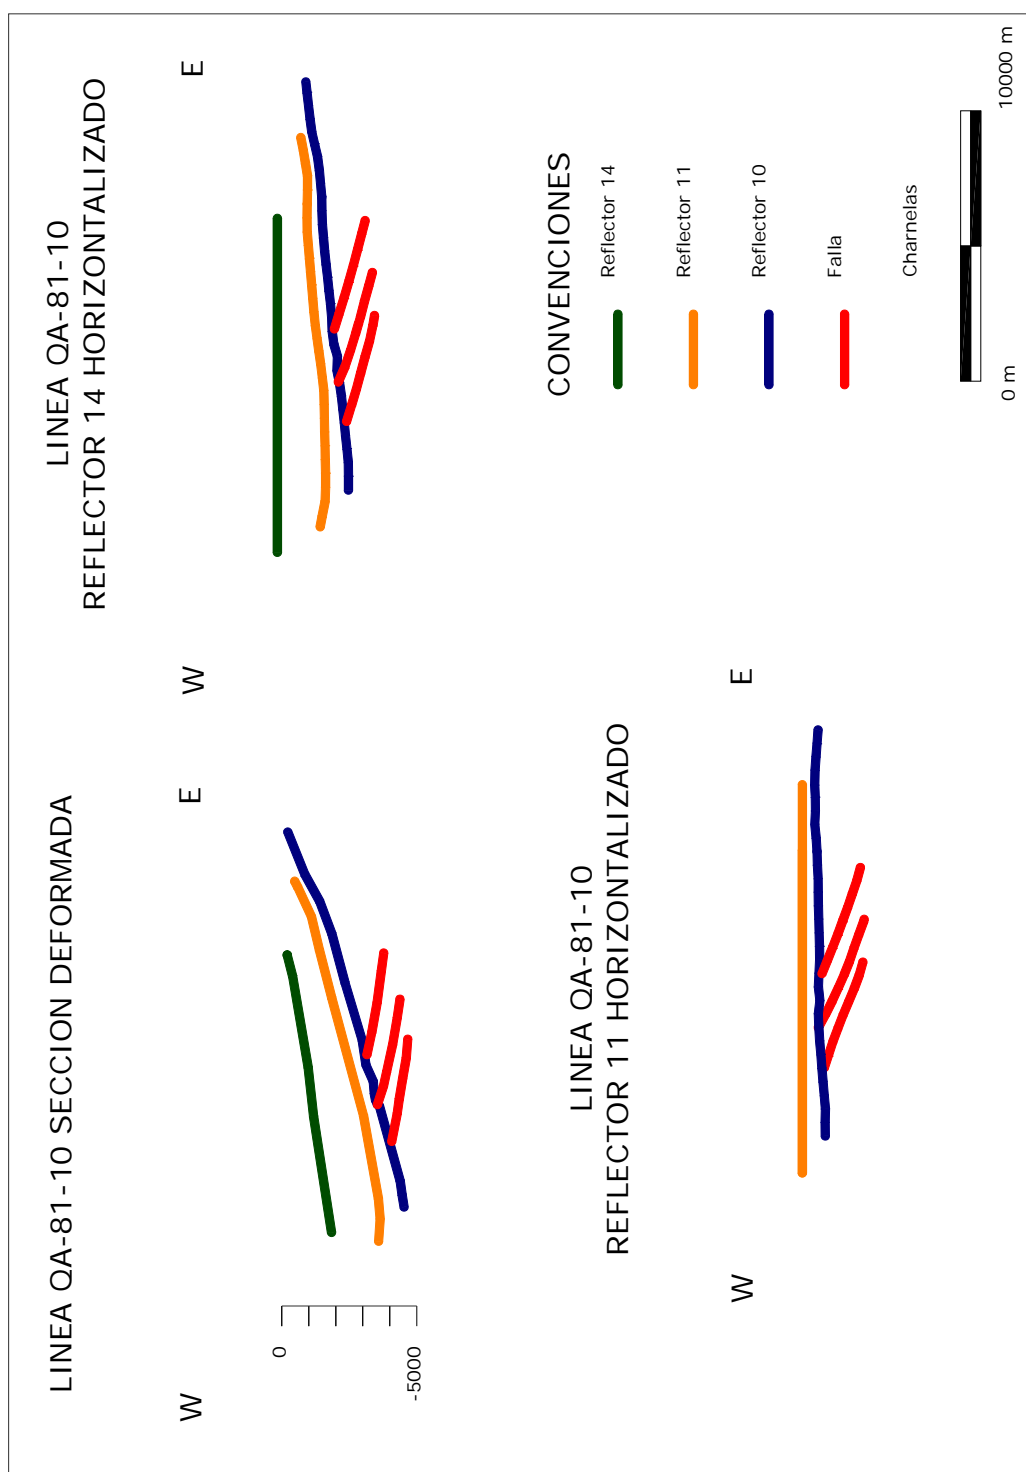 LINEA QA-81-10 SECCION DEFORMADA
W
E
0
-5000
LINEA QA-81-10
REFLECTOR 14 HORIZONTALIZADO
W
E
LINEA QA-81-10
REFLECTOR 11 HORIZONTALIZADO
W
E
CONVENCIONES
Reflector 14
Reflector 11
Reflector 10
Falla
Charnelas
0 m
10000 m